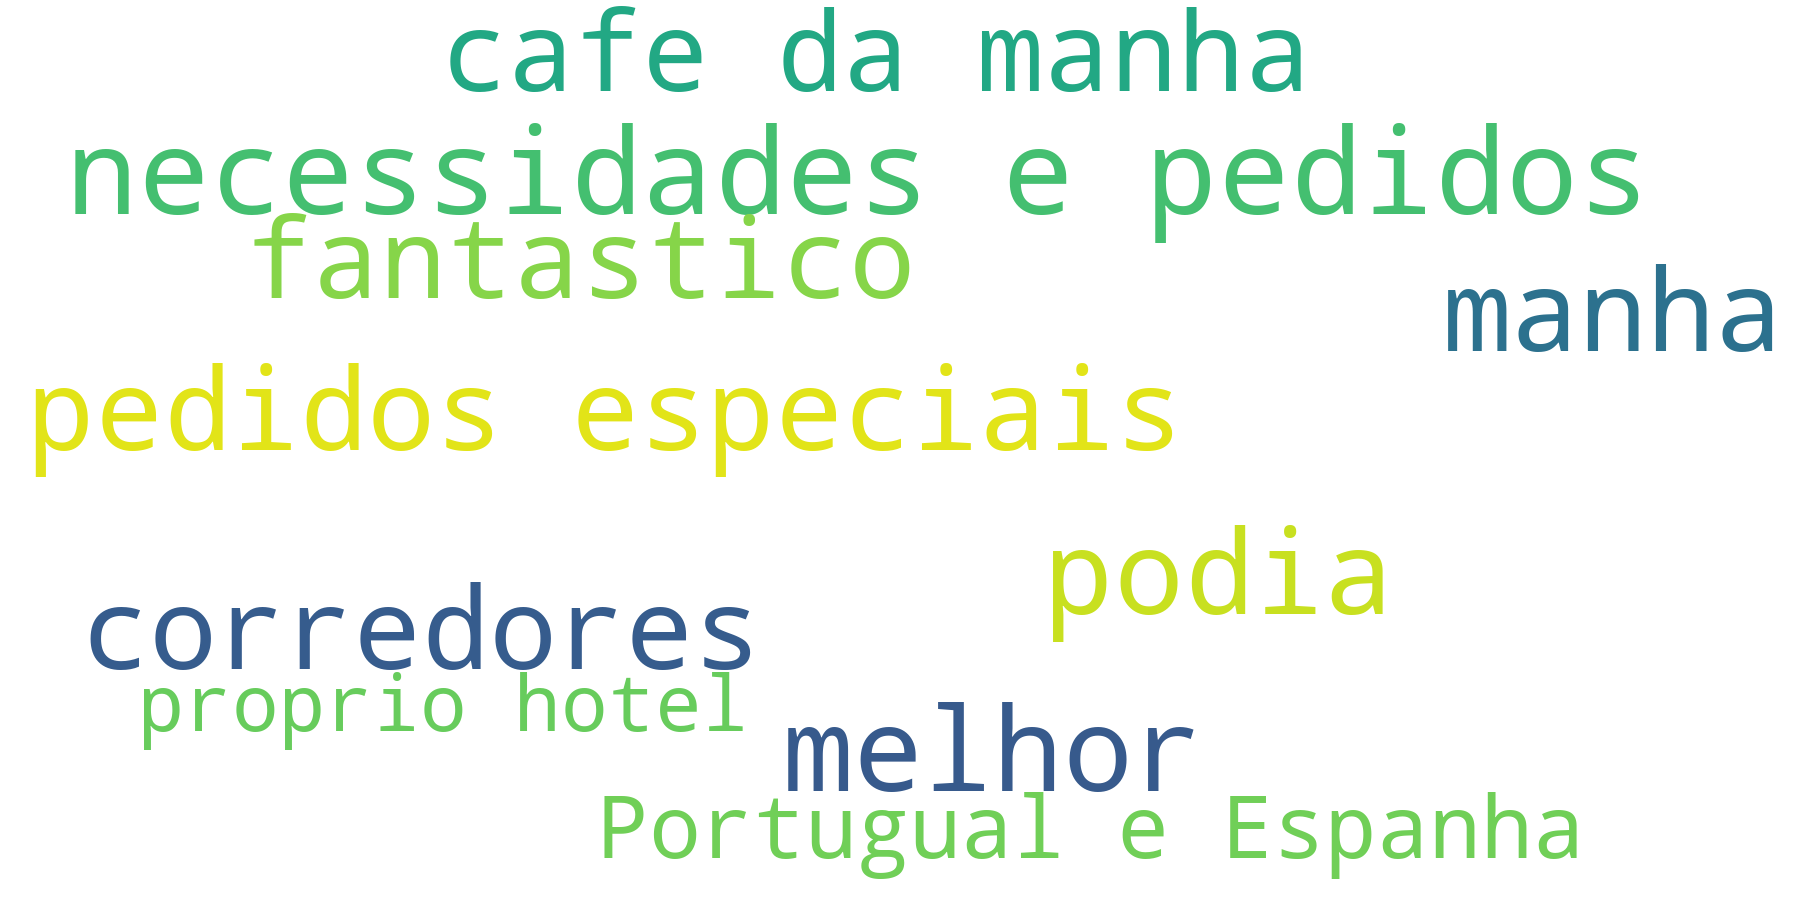 cafe da manha
necessidades e pedidos
fantastico
manha
pedidos especiais
podia
corredores
proprio hotel
melhor
Portugual e Espanha